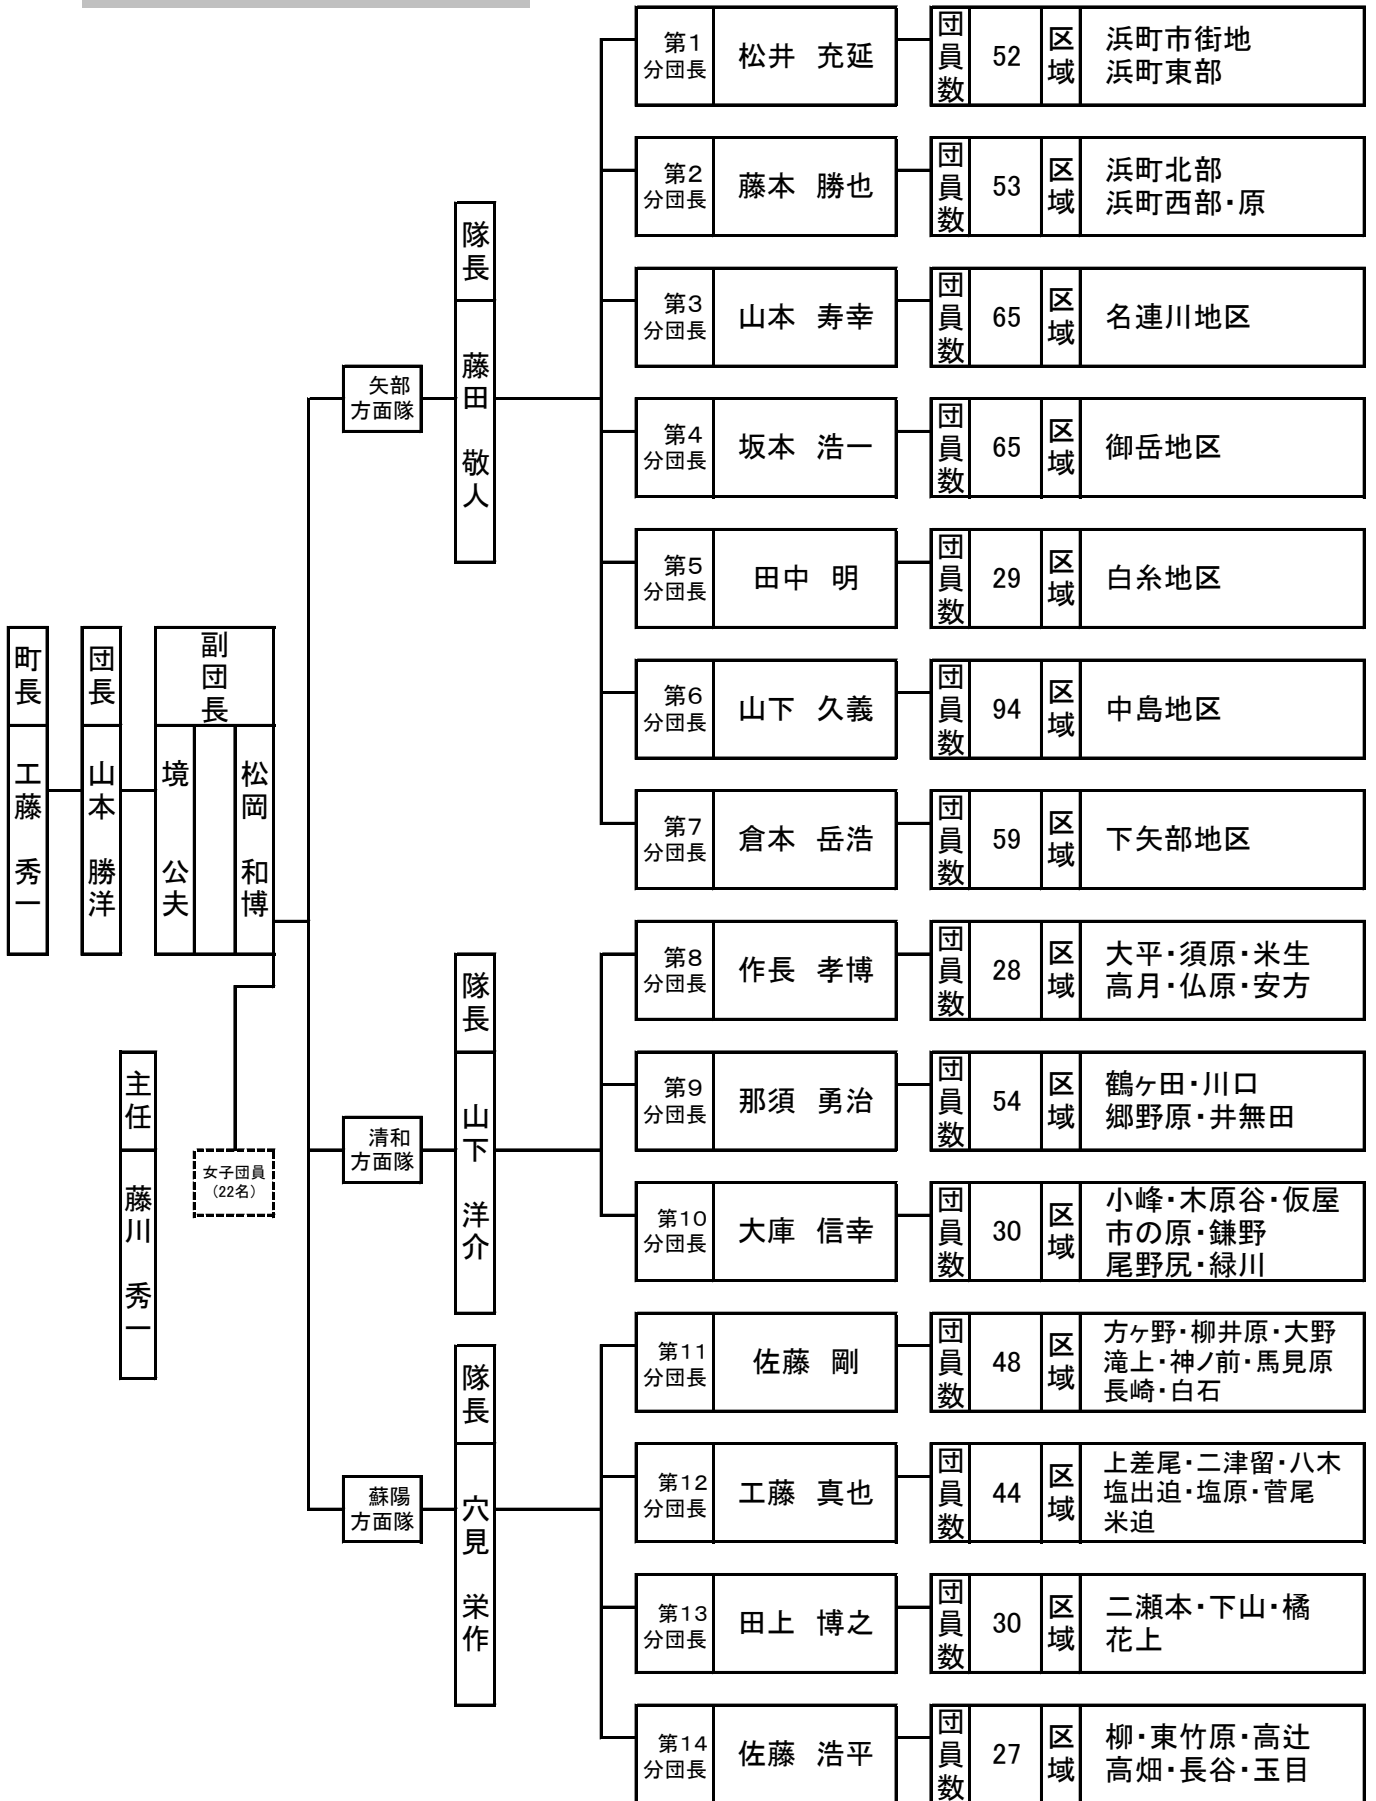 町長
工藤 秀一
団長
山本 勝洋
副団長
境 公夫
松岡 和博
主任
藤川 秀一
女子団員
(22名)
矢部
方面隊
隊長
藤田 敬人
第1
分団長
松井 充延
団員数
52
区域
浜町市街地
浜町東部
第2
分団長
藤本 勝也
団員数
53
区域
浜町北部
浜町西部・原
第3
分団長
山本 寿幸
団員数
65
区域
名連川地区
第4
分団長
坂本 浩一
団員数
65
区域
御岳地区
第5
分団長
田中 明
団員数
29
区域
白糸地区
第6
分団長
山下 久義
団員数
94
区域
中島地区
第7
分団長
倉本 岳浩
団員数
59
区域
下矢部地区
清和
方面隊
隊長
山下 洋介
第8
分団長
作長 孝博
団員数
28
区域
大平・須原・米生
高月・仏原・安方
第9
分団長
那須 勇治
団員数
54
区域
鶴ヶ田・川口
郷野原・井無田
第10
分団長
大庫 信幸
団員数
30
区域
小峰・木原谷・仮屋
市の原・鎌野
尾野尻・緑川
蘇陽
方面隊
隊長
穴見 栄作
第11
分団長
佐藤 剛
団員数
48
区域
方ヶ野・柳井原・大野
滝上・神ノ前・馬見原
長崎・白石
第12
分団長
工藤 真也
団員数
44
区域
上差尾・二津留・八木
塩出迫・塩原・菅尾
米迫
第13
分団長
田上 博之
団員数
30
区域
二瀬本・下山・橘
花上
第14
分団長
佐藤 浩平
団員数
27
区域
柳・東竹原・高辻
高畑・長谷・玉目